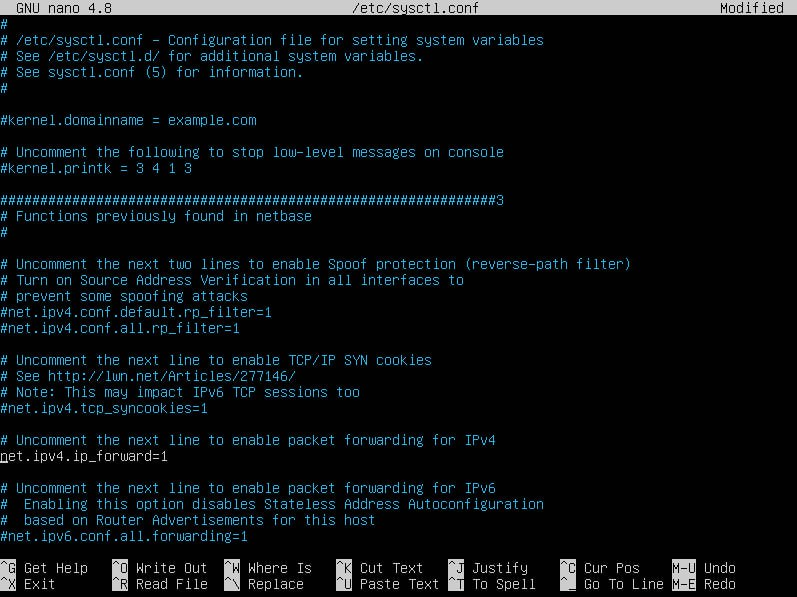 GNU nano 4.8 /etc/sysctl.conf Modified
#
# /etc/sysctl.conf - Configuration file for setting system variables
# See /etc/sysctl.d/ for additional system variables.
# See sysctl.conf (5) for information.
#
#kernel.domainname = example.com
# Uncomment the following to stop low-level messages on console
#kernel.printk = 3 4 1 3
##############################################################3
# Functions previously found in netbase
#
# Uncomment the next two lines to enable Spoof protection (reverse-path filter)
# Turn on Source Address Verification in all interfaces to
# prevent some spoofing attacks
#net.ipv4.conf.default.rp_filter=1
#net.ipv4.conf.all.rp_filter=1
# Uncomment the next line to enable TCP/IP SYN cookies
# See http://lwn.net/Articles/277146/
# Note: This may impact IPv6 TCP sessions too
#net.ipv4.tcp_syncookies=1
# Uncomment the next line to enable packet forwarding for IPv4
net.ipv4.ip_forward=1
# Uncomment the next line to enable packet forwarding for IPv6
#  Enabling this option disables Stateless Address Autoconfiguration
#  based on Router Advertisements for this host
#net.ipv6.conf.all.forwarding=1
^G Get Help ^O Write Out ^W Where Is ^K Cut Text ^J Justify ^C Cur Pos M-U Undo
^X Exit ^R Read File ^\ Replace ^U Paste Text ^T To Spell ^_ Go To Line M-E Redo